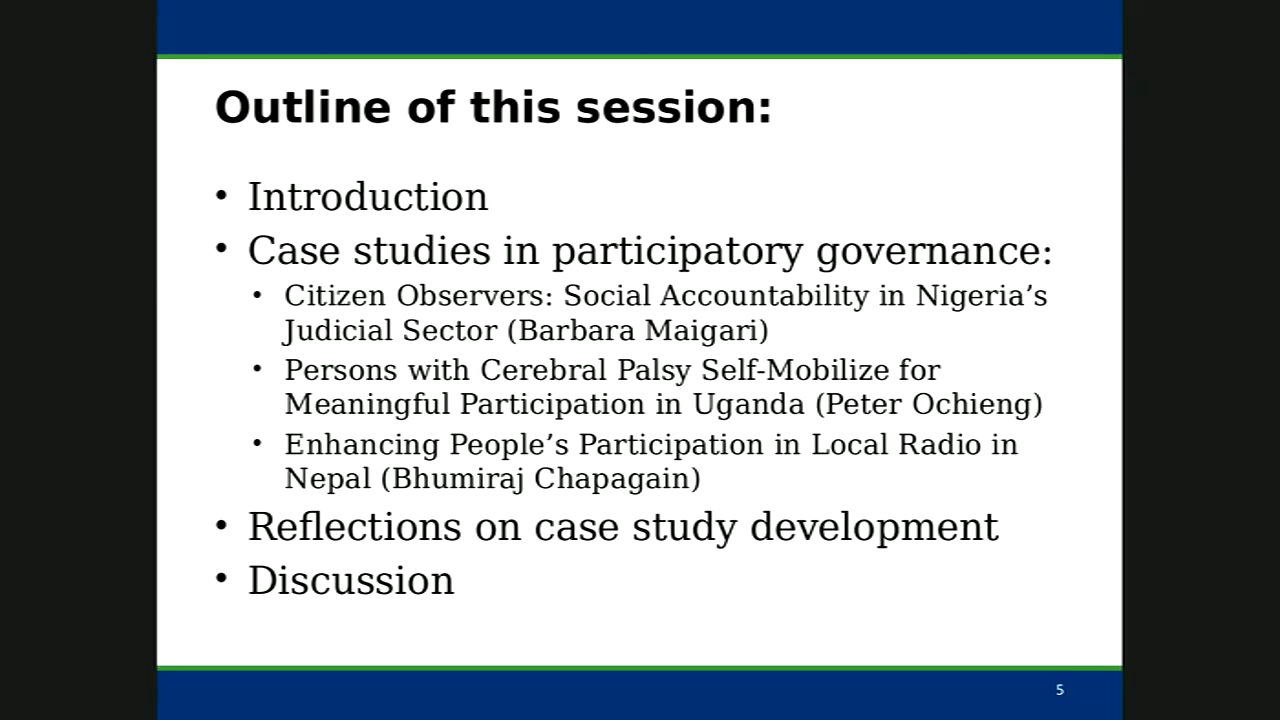 Outline of this session:
• Introduction
• Case studies in participatory governance:
• Citizen Observers: Social Accountability in Nigeria’s
Judicial Sector (Barbara Maigari)
• Persons with Cerebral Palsy Self-Mobilize for
Meaningful Participation in Uganda (Peter Ochieng)
• Enhancing People’s Participation in Local Radio in
Nepal (Bhumiraj Chapagain)
• Reflections on case study development
• Discussion
5